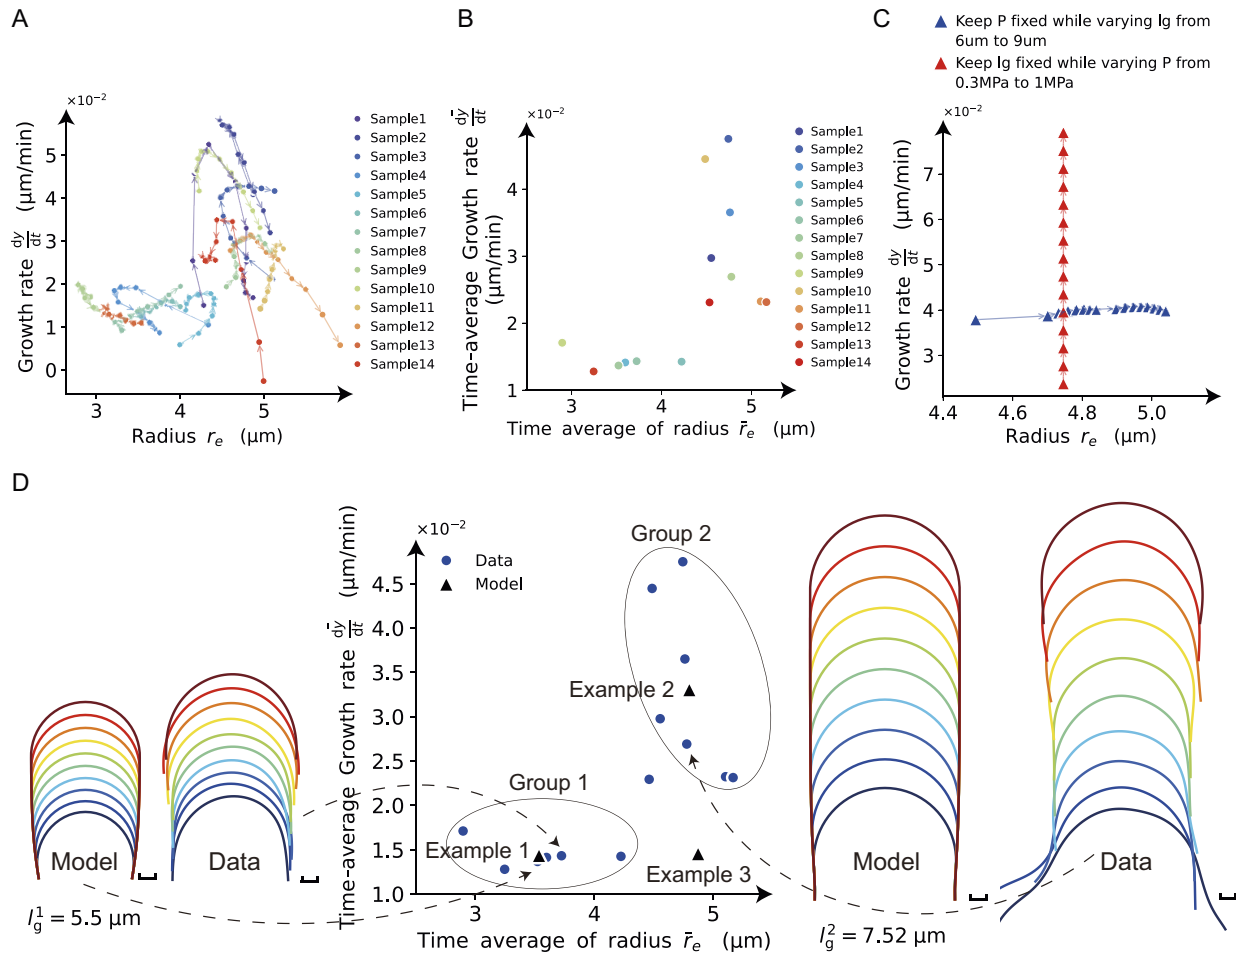 A
×10⁻²
Growth rate dy/dt (μm/min)
5
4
3
2
1
0
3
4
5
Radius rₑ (μm)
Sample1
Sample2
Sample3
Sample4
Sample5
Sample6
Sample7
Sample8
Sample9
Sample10
Sample11
Sample12
Sample13
Sample14
B
×10⁻²
Time-average Growth rate dȳ/dt
(μm/min)
4
3
2
1
3
4
5
Time average of radius r̄ₑ (μm)
Sample1
Sample2
Sample3
Sample4
Sample5
Sample6
Sample7
Sample8
Sample9
Sample10
Sample11
Sample12
Sample13
Sample14
C
Keep P fixed while varying lg from
6um to 9um
Keep lg fixed while varying P from
0.3MPa to 1MPa
×10⁻²
Growth rate dy/dt (μm/min)
7
6
5
4
3
4.4
4.6
4.8
5.0
Radius rₑ (μm)
D
Model
Data
l_g^1 = 5.5 μm
×10⁻²
Time-average Growth rate dȳ/dt (μm/min)
Data
Model
4.5
4.0
3.5
3.0
2.5
2.0
1.5
1.0
Group 2
Example 2
Group 1
Example 1
Example 3
3
4
5
Time average of radius r̄ₑ (μm)
Model
Data
l_g^2 = 7.52 μm